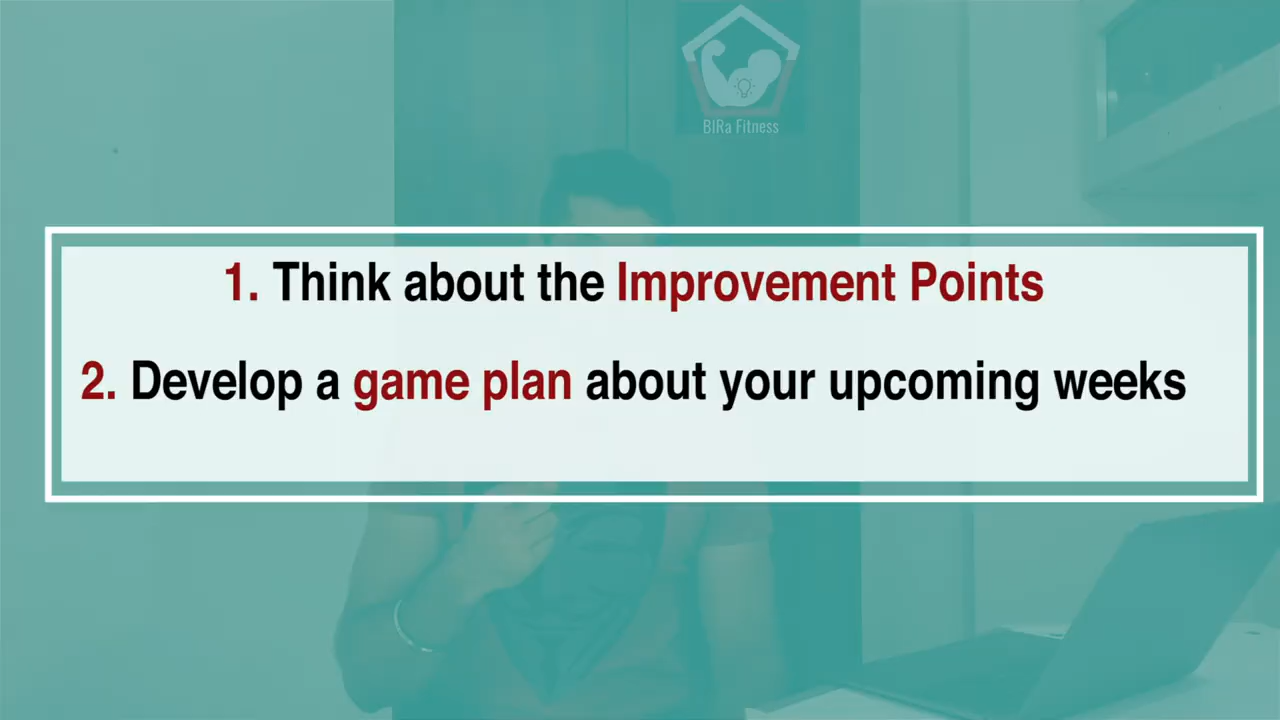 BIRa Fitness
1. Think about the Improvement Points
2. Develop a game plan about your upcoming weeks